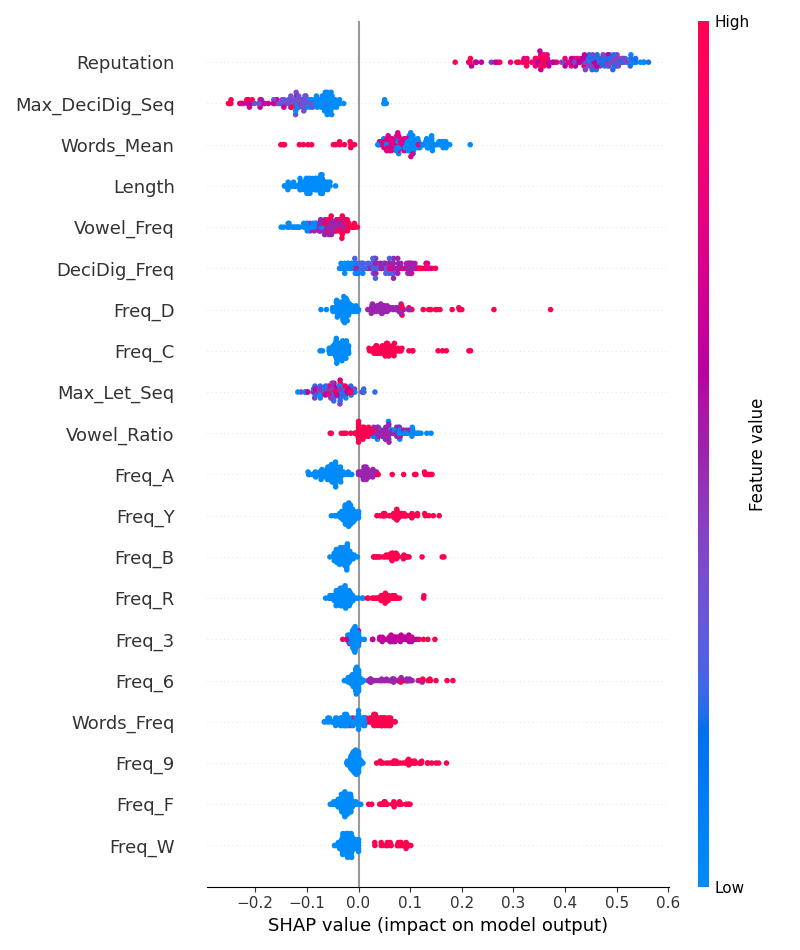 High
Reputation
Max_DeciDig_Seq
Words_Mean
Length
Vowel_Freq
DeciDig_Freq
Freq_D
Freq_C
Max_Let_Seq
Vowel_Ratio
Freq_A
Freq_Y
Freq_B
Freq_R
Freq_3
Freq_6
Words_Freq
Freq_9
Freq_F
Freq_W
Feature value
Low
−0.2 −0.1 0.0 0.1 0.2 0.3 0.4 0.5 0.6
SHAP value (impact on model output)